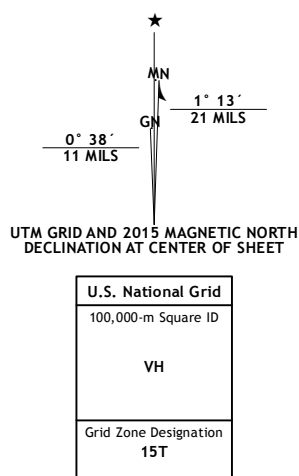 ★
MN
1° 13´
21 MILS
GN
0° 38´
11 MILS
UTM GRID AND 2015 MAGNETIC NORTH
DECLINATION AT CENTER OF SHEET
U.S. National Grid
100,000-m Square ID
VH
Grid Zone Designation
15T